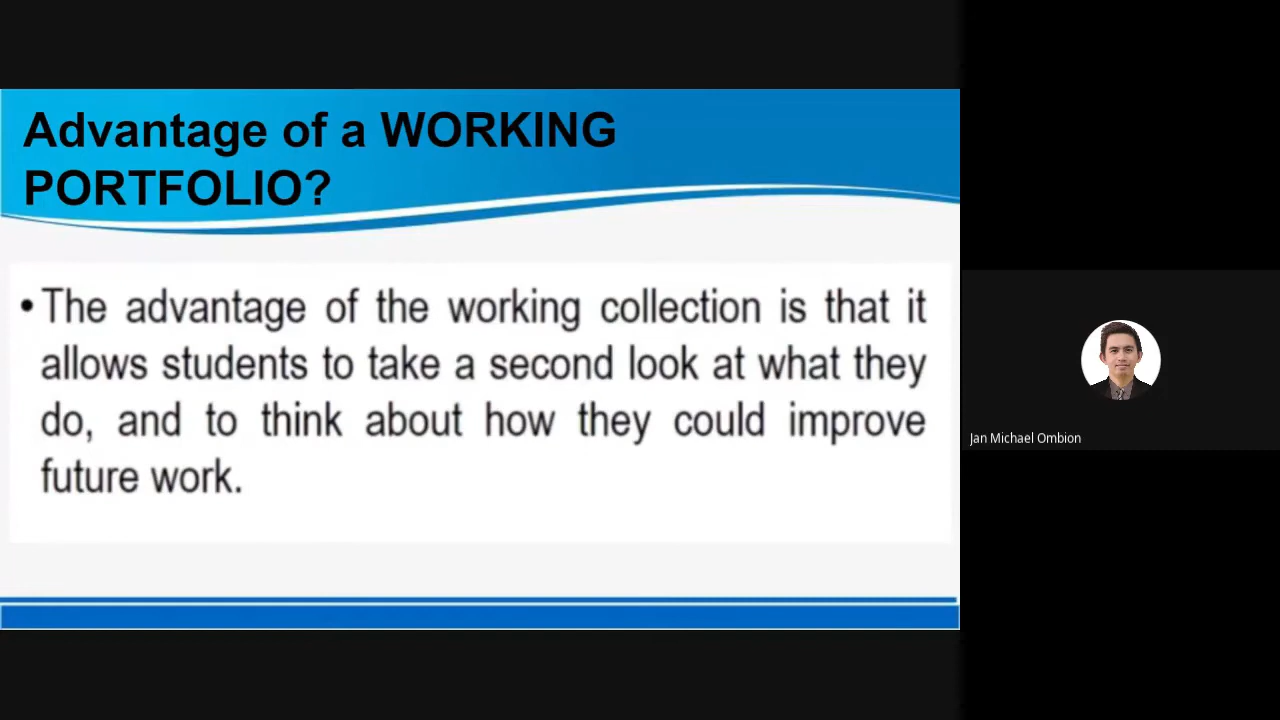 Advantage of a WORKING
PORTFOLIO?
• The advantage of the working collection is that it
allows students to take a second look at what they
do, and to think about how they could improve
future work.
Jan Michael Ombion